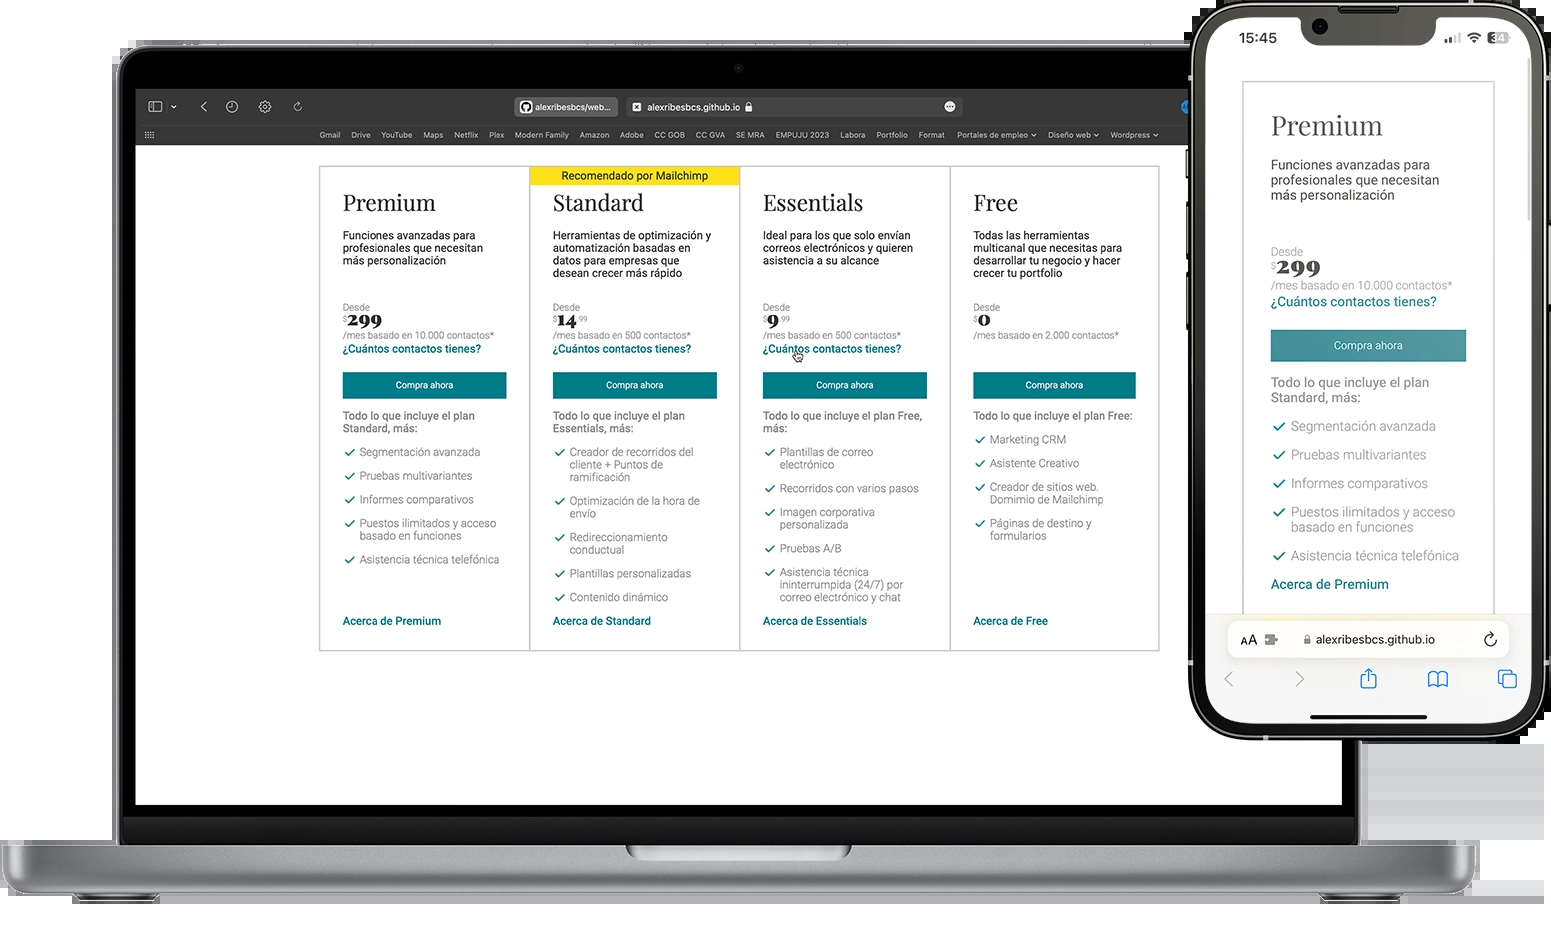 alexribesbcs/web...
alexribesbcs.github.io
Gmail Drive YouTube Maps Netflix Plex Modern Family Amazon Adobe CC GOB CC GVA SE MRA EMPUJU 2023 Labora Portfolio Format Portales de empleo Diseño web Wordpress
Premium
Funciones avanzadas para
profesionales que necesitan
más personalización
Desde
$299
/mes basado en 10.000 contactos*
¿Cuántos contactos tienes?
Compra ahora
Todo lo que incluye el plan
Standard, más:
Segmentación avanzada
Pruebas multivariantes
Informes comparativos
Puestos ilimitados y acceso
basado en funciones
Asistencia técnica telefónica
Acerca de Premium
Recomendado por Mailchimp
Standard
Herramientas de optimización y
automatización basadas en
datos para empresas que
desean crecer más rápido
Desde
$14.99
/mes basado en 500 contactos*
¿Cuántos contactos tienes?
Compra ahora
Todo lo que incluye el plan
Essentials, más:
Creador de recorridos del
cliente + Puntos de
ramificación
Optimización de la hora de
envío
Redireccionamiento
conductual
Plantillas personalizadas
Contenido dinámico
Acerca de Standard
Essentials
Ideal para los que solo envían
correos electrónicos y quieren
asistencia a su alcance
Desde
$9.99
/mes basado en 500 contactos*
¿Cuántos contactos tienes?
Compra ahora
Todo lo que incluye el plan Free,
más:
Plantillas de correo
electrónico
Recorridos con varios pasos
Imagen corporativa
personalizada
Pruebas A/B
Asistencia técnica
ininterrumpida (24/7) por
correo electrónico y chat
Acerca de Essentials
Free
Todas las herramientas
multicanal que necesitas para
desarrollar tu negocio y hacer
crecer tu portfolio
Desde
$0
/mes basado en 2.000 contactos*
Compra ahora
Todo lo que incluye el plan Free:
Marketing CRM
Asistente Creativo
Creador de sitios web.
Domimio de Mailchimp
Páginas de destino y
formularios
Acerca de Free
15:45
34
Premium
Funciones avanzadas para
profesionales que necesitan
más personalización
Desde
$299
/mes basado en 10.000 contactos*
¿Cuántos contactos tienes?
Compra ahora
Todo lo que incluye el plan
Standard, más:
Segmentación avanzada
Pruebas multivariantes
Informes comparativos
Puestos ilimitados y acceso
basado en funciones
Asistencia técnica telefónica
Acerca de Premium
AA alexribesbcs.github.io